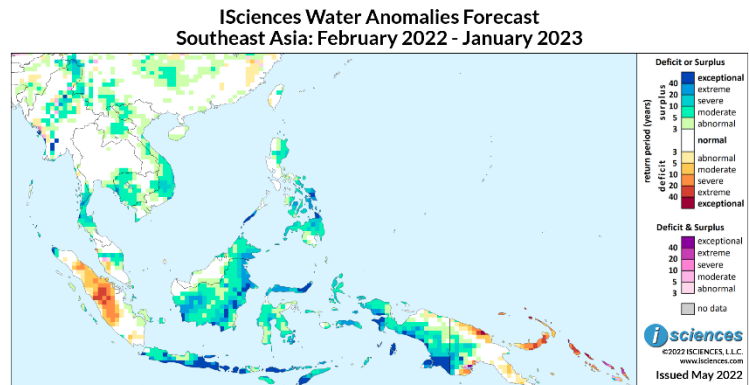 ISciences Water Anomalies Forecast
Southeast Asia: February 2022 - January 2023
Deficit or Surplus
return period (years)
surplus
40
20
10
5
3
exceptional
extreme
severe
moderate
abnormal
normal
deficit
3
5
10
20
40
abnormal
moderate
severe
extreme
exceptional
Deficit & Surplus
40
20
10
5
3
exceptional
extreme
severe
moderate
abnormal
no data
i sciences
©2022 ISCIENCES, L.L.C.
www.isciences.com
Issued May 2022